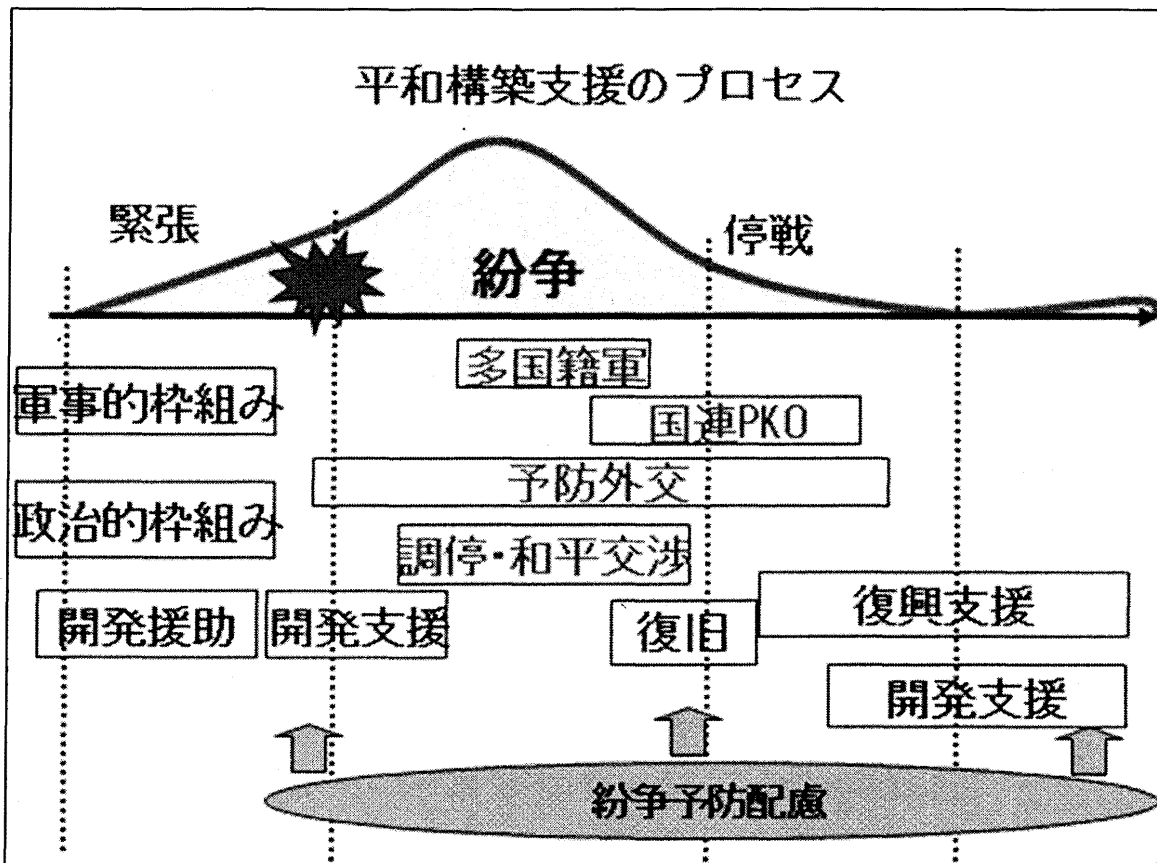 平和構築支援のプロセス
緊張
紛争
停戦
多国籍軍
軍事的枠組み
国連PKO
予防外交
政治的枠組み
調停・和平交渉
開発援助
開発支援
復旧
復興支援
開発支援
紛争予防配慮